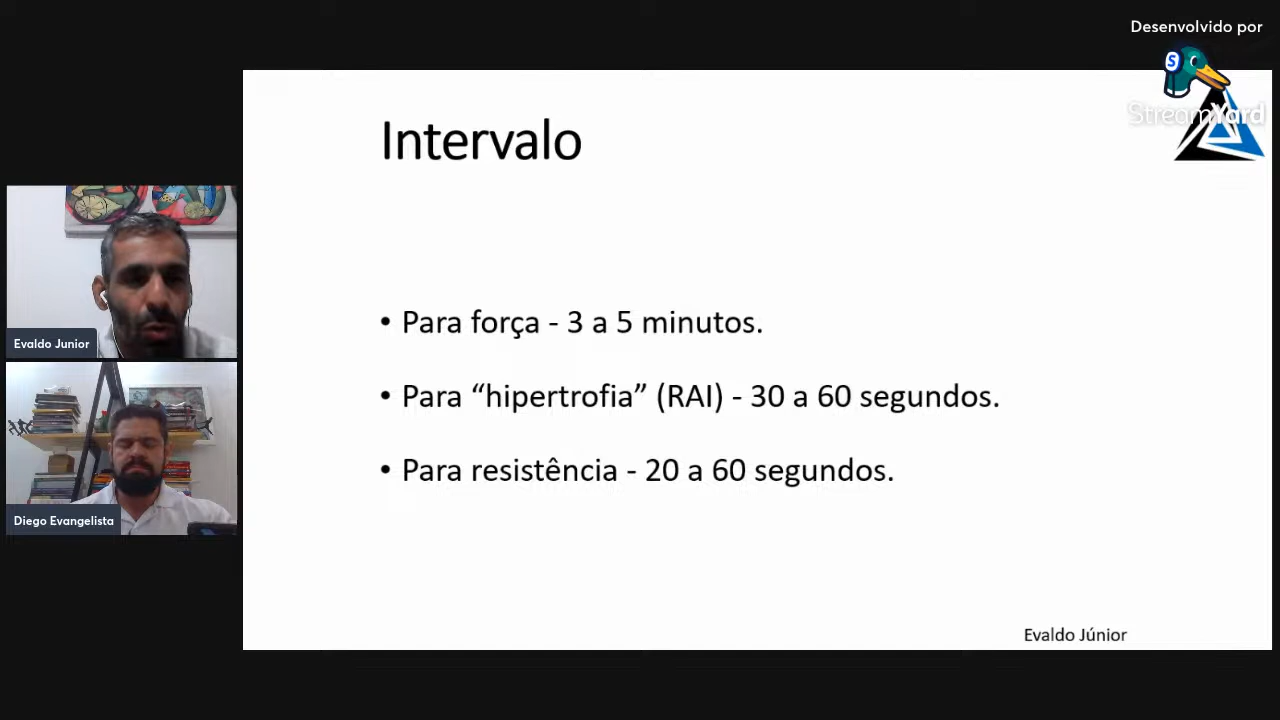 Desenvolvido por
S
StreamYard
Intervalo
• Para força - 3 a 5 minutos.
• Para “hipertrofia” (RAI) - 30 a 60 segundos.
• Para resistência - 20 a 60 segundos.
Evaldo Junior
Diego Evangelista
Evaldo Júnior